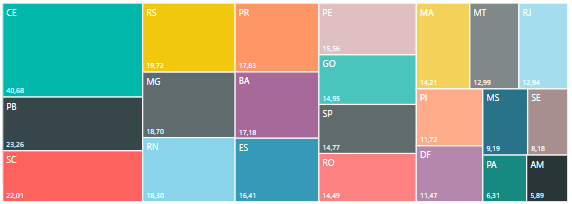 CE
40,68
PB
23,26
SC
22,01
RS
19,72
MG
18,70
RN
18,30
PR
17,83
BA
17,18
ES
16,41
PE
15,56
GO
14,95
SP
14,77
RO
14,49
MA
14,21
MT
12,99
RJ
12,94
PI
11,72
DF
11,47
MS
9,19
SE
8,18
PA
6,31
AM
5,89